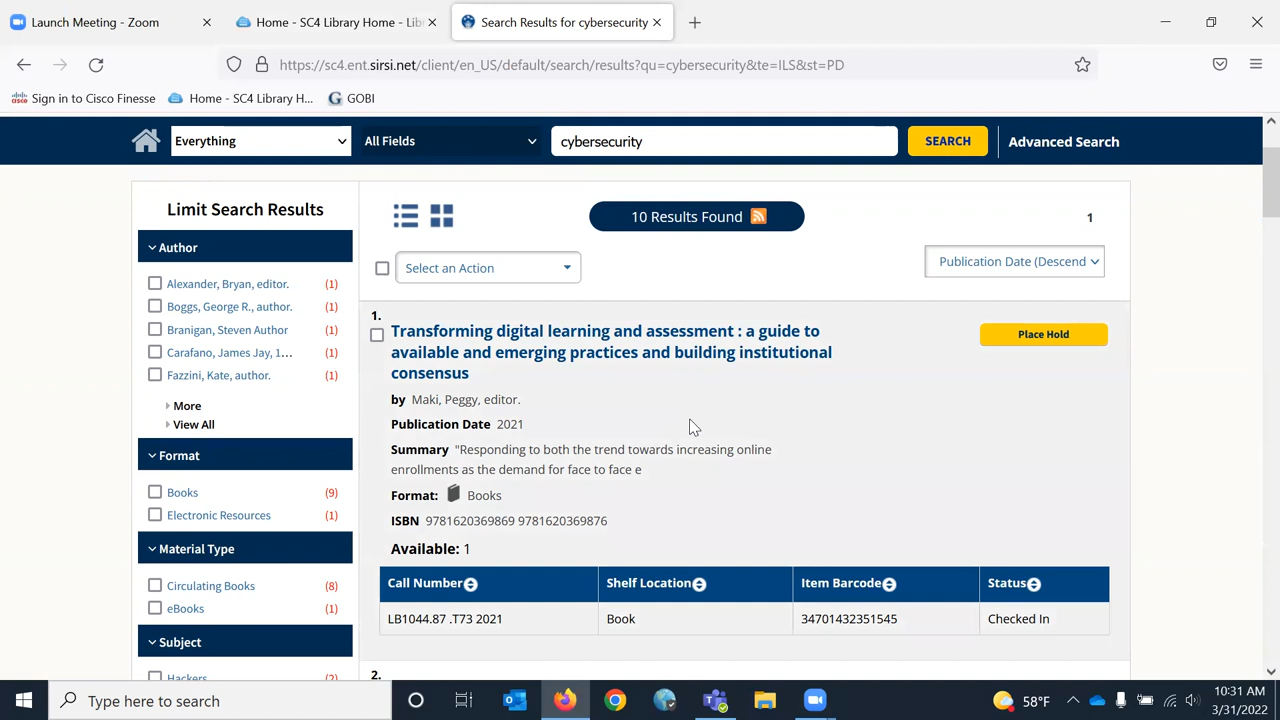 Launch Meeting - Zoom
Home - SC4 Library Home - Lib
Search Results for cybersecurity
https://sc4.ent.sirsi.net/client/en_US/default/search/results?qu=cybersecurity&te=ILS&st=PD
Sign in to Cisco Finesse
Home - SC4 Library H...
G GOBI
Everything
All Fields
cybersecurity
SEARCH
Advanced Search
Limit Search Results
Author
Alexander, Bryan, editor. (1)
Boggs, George R., author. (1)
Branigan, Steven Author (1)
Carafano, James Jay, 1... (1)
Fazzini, Kate, author. (1)
More
View All
Format
Books (9)
Electronic Resources (1)
Material Type
Circulating Books (8)
eBooks (1)
Subject
Hackers (2)
10 Results Found
1
Select an Action
Publication Date (Descend
1.
Transforming digital learning and assessment : a guide to
available and emerging practices and building institutional
consensus
Place Hold
by Maki, Peggy, editor.
Publication Date 2021
Summary "Responding to both the trend towards increasing online
enrollments as the demand for face to face e
Format: Books
ISBN 9781620369869 9781620369876
Available: 1
Call Number Shelf Location Item Barcode Status
LB1044.87 .T73 2021 Book 34701432351545 Checked In
2.
Type here to search
58°F
10:31 AM
3/31/2022